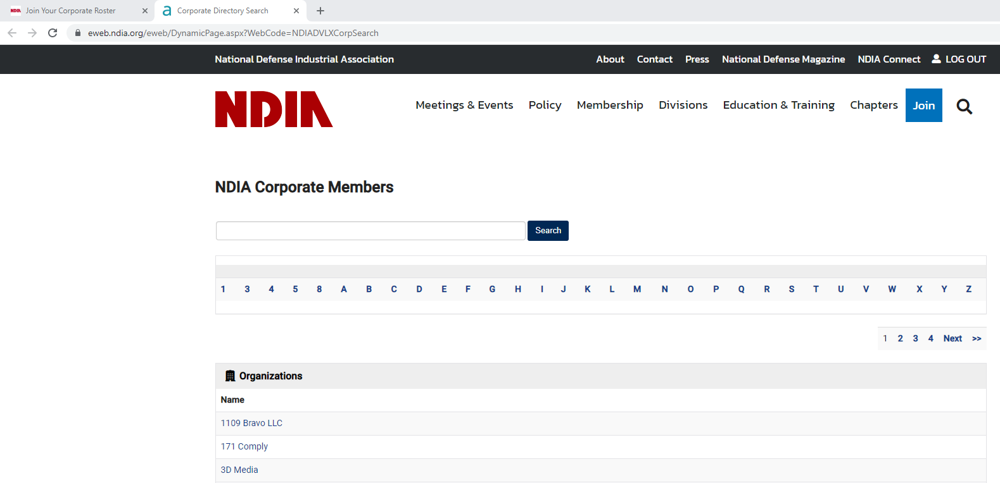 NDIA Join Your Corporate Roster
a Corporate Directory Search
eweb.ndia.org/eweb/DynamicPage.aspx?WebCode=NDIADVLXCorpSearch
National Defense Industrial Association About Contact Press National Defense Magazine NDIA Connect LOG OUT
NDIA
Meetings & Events Policy Membership Divisions Education & Training Chapters Join
NDIA Corporate Members
Search
1 3 4 5 8 A B C D E F G H I J K L M N O P Q R S T U V W X Y Z
1 2 3 4 Next >>
Organizations
Name
1109 Bravo LLC
171 Comply
3D Media